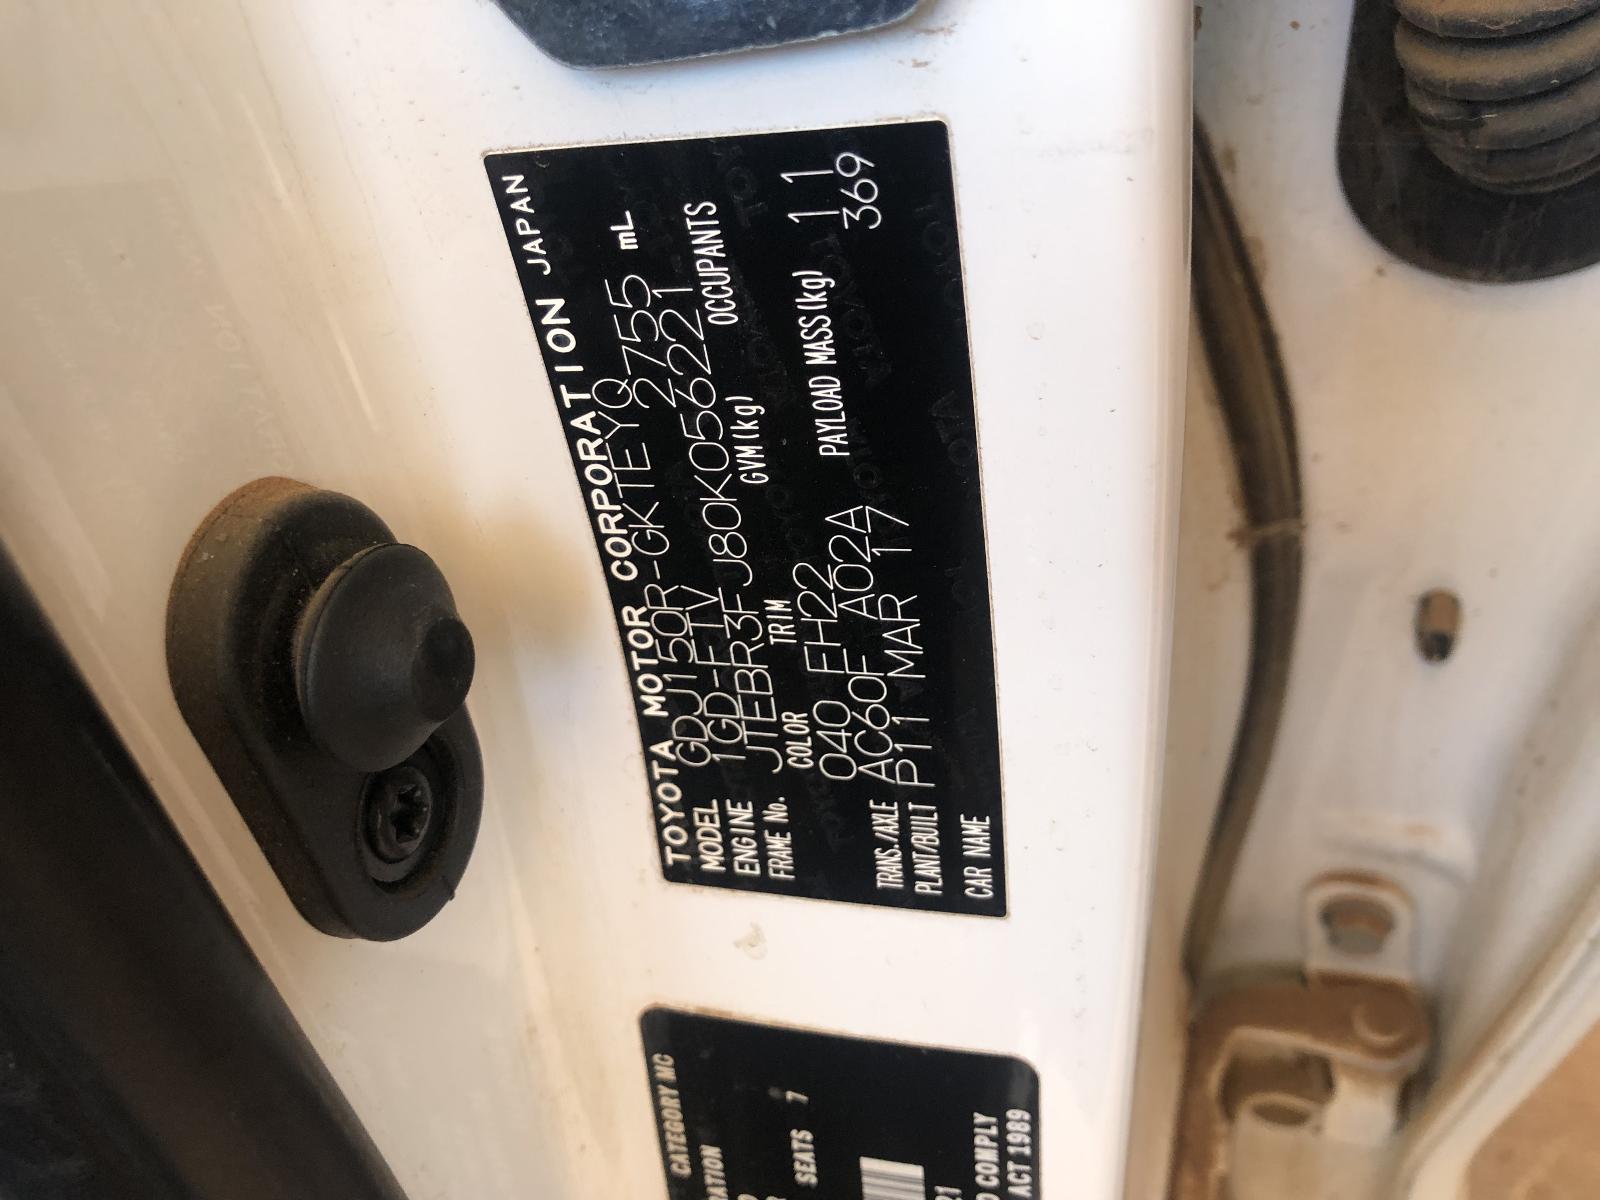 TOYOTA MOTOR CORPORATION JAPAN
MODEL GDJ150R-GKTEYQ
ENGINE 1GD-FTV 2755 mL
FRAME No. JTEBR3FJ80K056221
COLOR TRIM GVM(kg) OCCUPANTS
040 FH22
TRANS./AXLE AC60F A02A PAYLOAD MASS(kg) 11
PLANT/BUILT P11 MAR 17 369
CAR NAME
CATEGORY MC
SEATS 7
COMPLY
ACT 1989